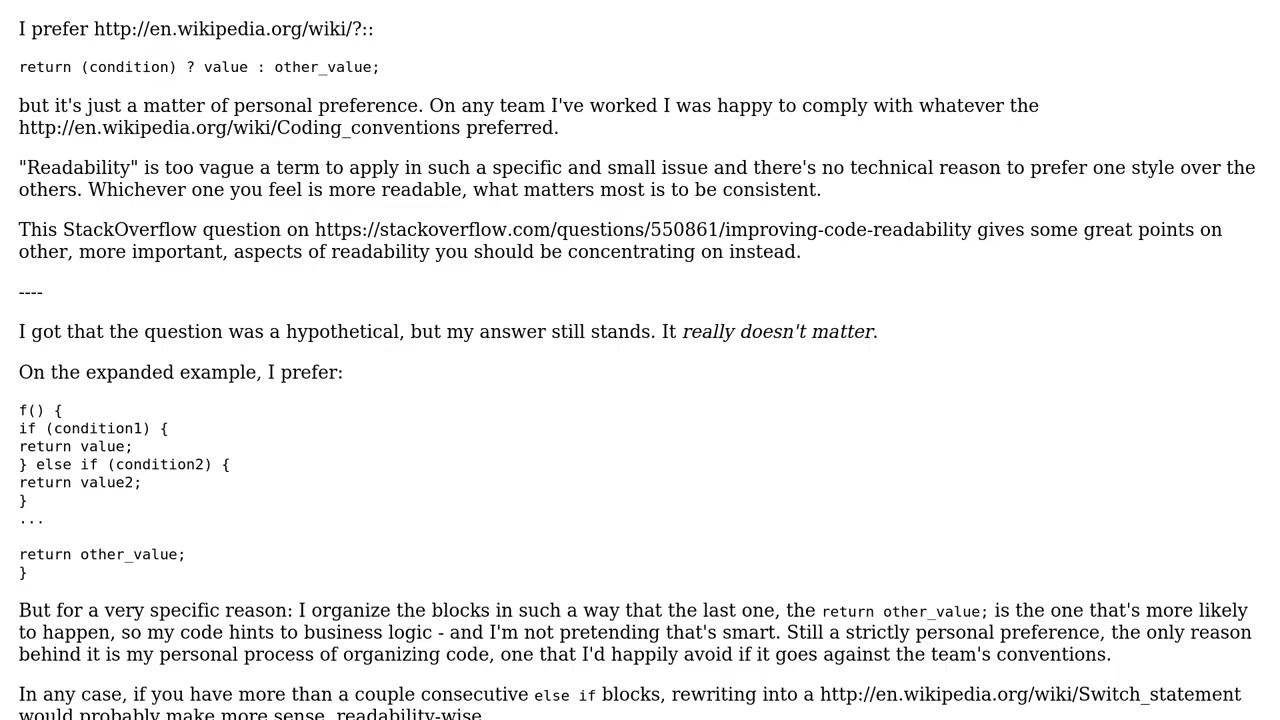 I prefer http://en.wikipedia.org/wiki/?::
return (condition) ? value : other_value;
but it's just a matter of personal preference. On any team I've worked I was happy to comply with whatever the
http://en.wikipedia.org/wiki/Coding_conventions preferred.
"Readability" is too vague a term to apply in such a specific and small issue and there's no technical reason to prefer one style over the
others. Whichever one you feel is more readable, what matters most is to be consistent.
This StackOverflow question on https://stackoverflow.com/questions/550861/improving-code-readability gives some great points on
other, more important, aspects of readability you should be concentrating on instead.
----
I got that the question was a hypothetical, but my answer still stands. It really doesn't matter.
On the expanded example, I prefer:
f() {
if (condition1) {
return value;
} else if (condition2) {
return value2;
}
...
return other_value;
}
But for a very specific reason: I organize the blocks in such a way that the last one, the return other_value; is the one that's more likely
to happen, so my code hints to business logic - and I'm not pretending that's smart. Still a strictly personal preference, the only reason
behind it is my personal process of organizing code, one that I'd happily avoid if it goes against the team's conventions.
In any case, if you have more than a couple consecutive else if blocks, rewriting into a http://en.wikipedia.org/wiki/Switch_statement
would probably make more sense, readability-wise.